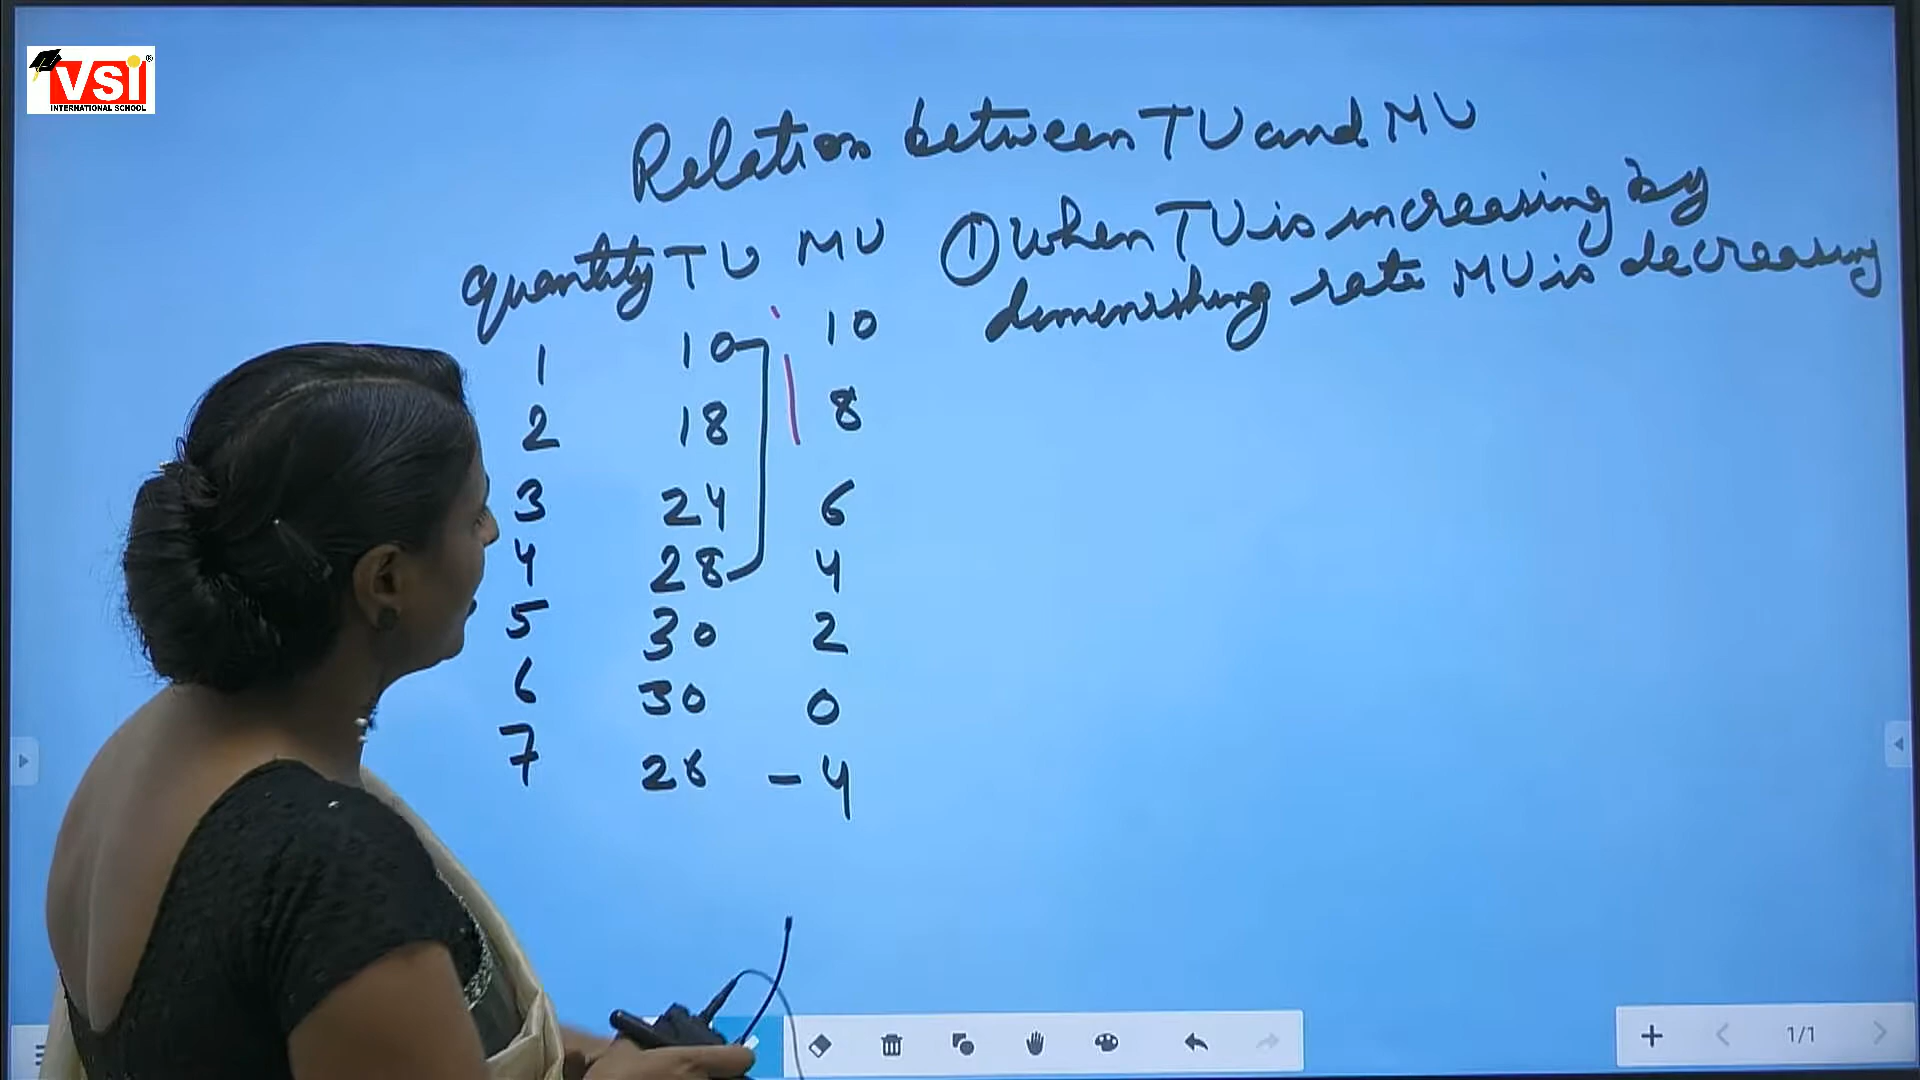 VSI
INTERNATIONAL SCHOOL
Relation between TU and MU
quantity TU MU
1 10 10
2 18 8
3 24 6
4 28 4
5 30 2
6 30 0
7 28 -4
① When TU is increasing by
diminishing rate MU is decreasing
1/1